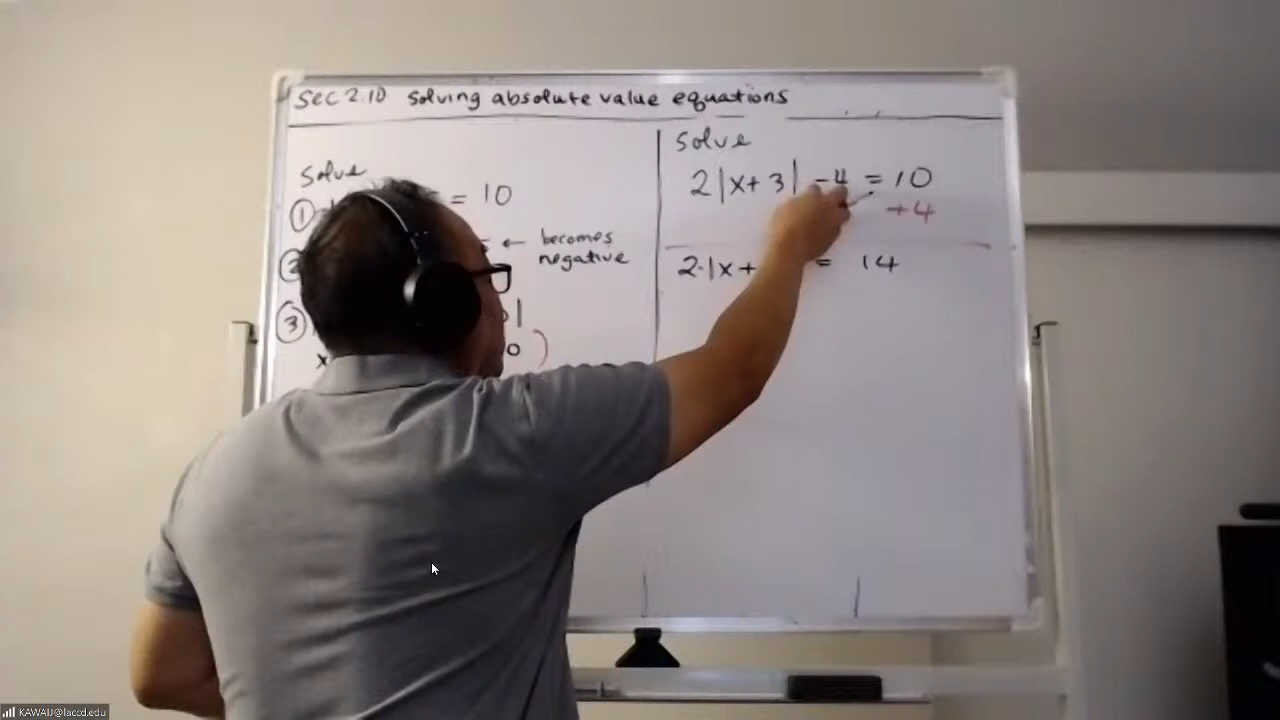 Sec 2.10 Solving absolute value equations
Solve
① = 10
② ← becomes
negative
③ |
x 0 )
Solve
2|x+3| -4 = 10
+4
2·|x+ = 14
KAWAIJ@laccd.edu